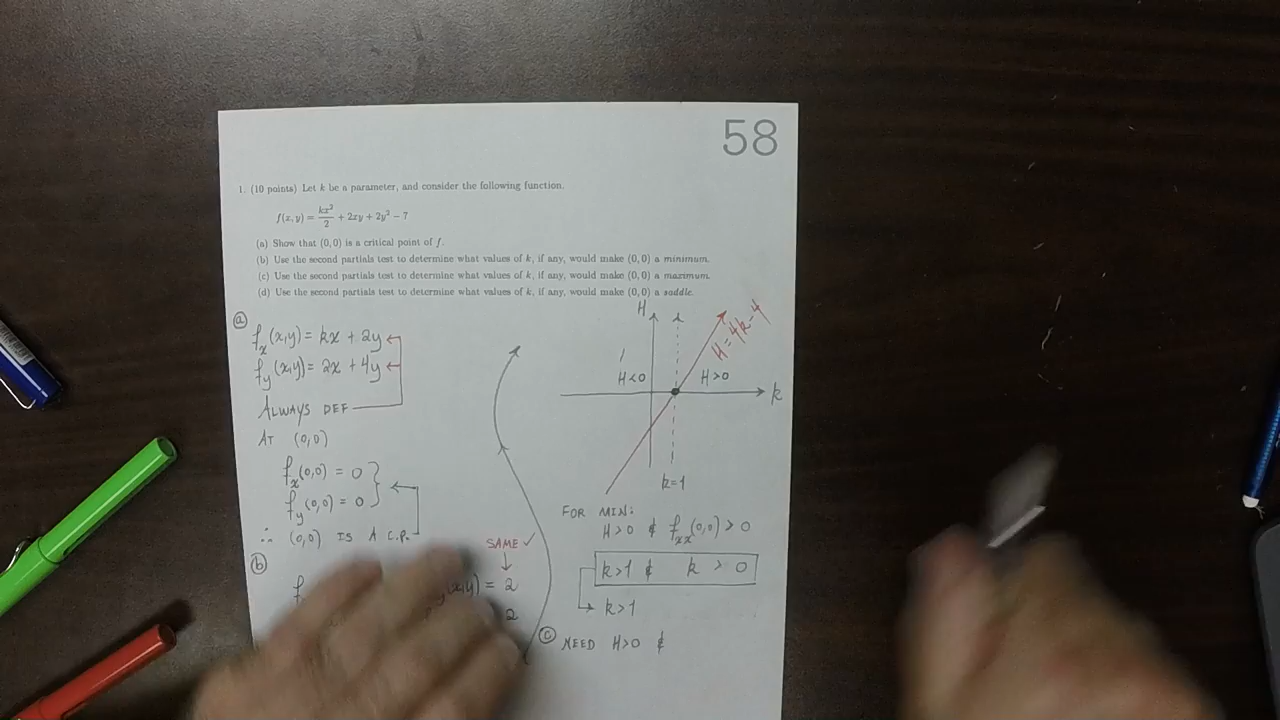 58
1. (10 points) Let k be a parameter, and consider the following function.
f(x, y) = kx²/2 + 2xy + 2y² − 7
(a) Show that (0,0) is a critical point of f.
(b) Use the second partials test to determine what values of k, if any, would make (0,0) a minimum.
(c) Use the second partials test to determine what values of k, if any, would make (0,0) a maximum.
(d) Use the second partials test to determine what values of k, if any, would make (0,0) a saddle.
(a)
f_x(x,y) = kx + 2y
f_y(x,y) = 2x + 4y
ALWAYS DEF
AT (0,0)
f_x(0,0) = 0
f_y(0,0) = 0
∴ (0,0) IS A C.P.
(b)
SAME ✓
(x,y) = 2
2
H
H = 4k-4
H<0
H>0
k
k=1
FOR MIN:
H>0 & f_xx(0,0) > 0
k>1 & k > 0
k>1
(c) NEED H>0 &